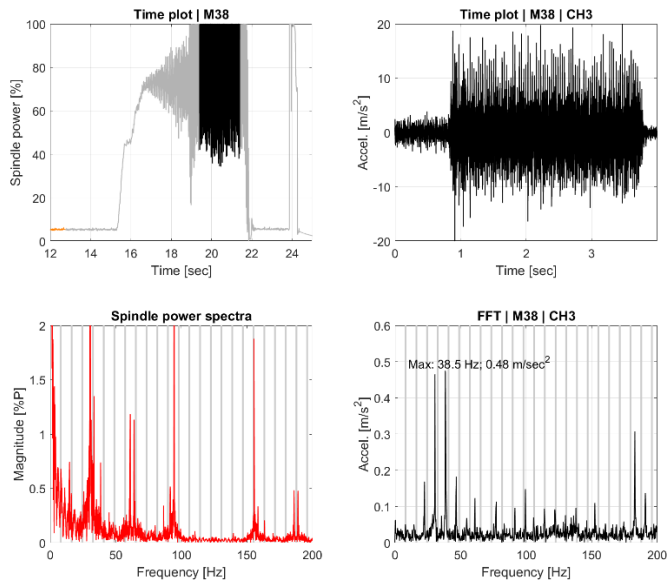 Time plot | M38
Spindle power [%]
100
80
60
40
20
0
12 14 16 18 20 22 24
Time [sec]
Time plot | M38 | CH3
Accel. [m/s²]
20
10
0
-10
-20
0 1 2 3
Time [sec]
Spindle power spectra
Magnitude [%P]
2
1.5
1
0.5
0
0 50 100 150 200
Frequency [Hz]
FFT | M38 | CH3
Accel. [m/s²]
0.6
0.5
0.4
0.3
0.2
0.1
0
Max: 38.5 Hz; 0.48 m/sec²
0 50 100 150 200
Frequency [Hz]